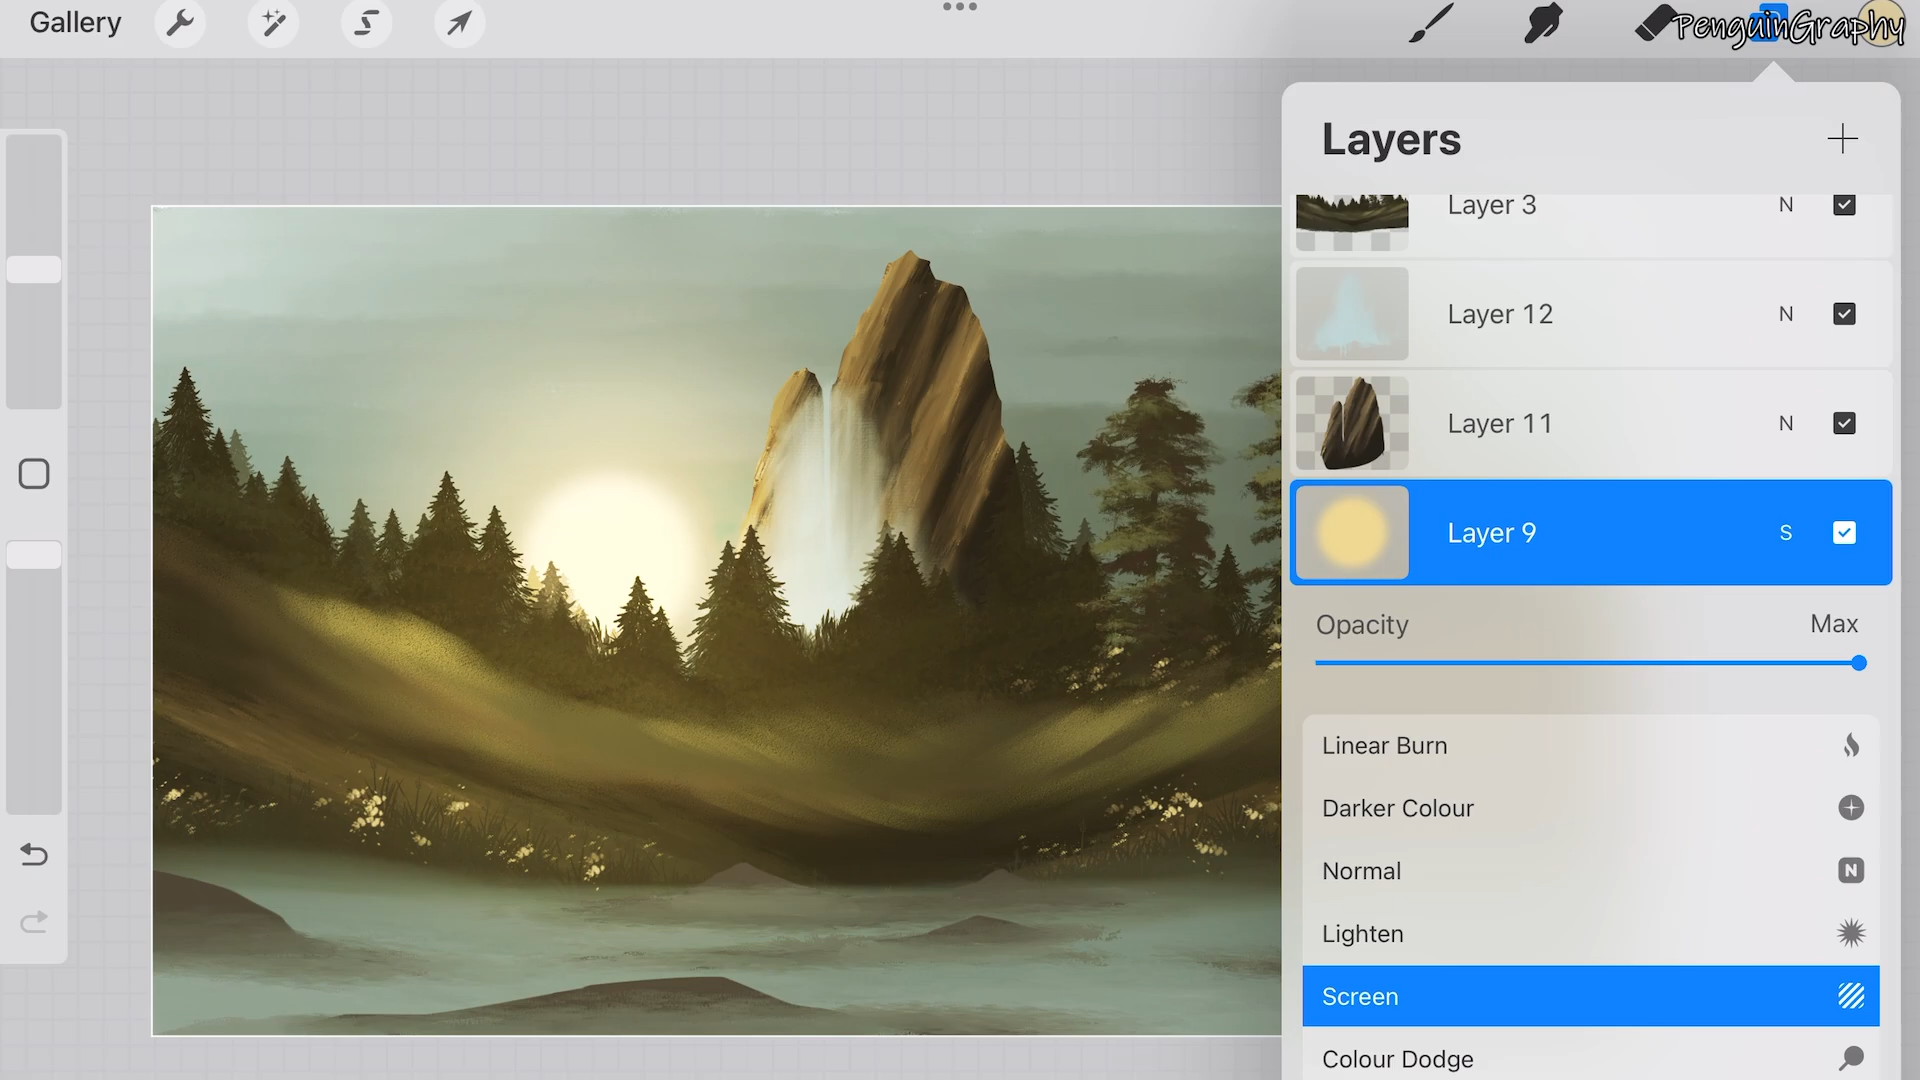 Gallery
PenguinGraphy
Layers
Layer 3 N
Layer 12 N
Layer 11 N
Layer 9 S
Opacity Max
Linear Burn
Darker Colour
Normal N
Lighten
Screen
Colour Dodge